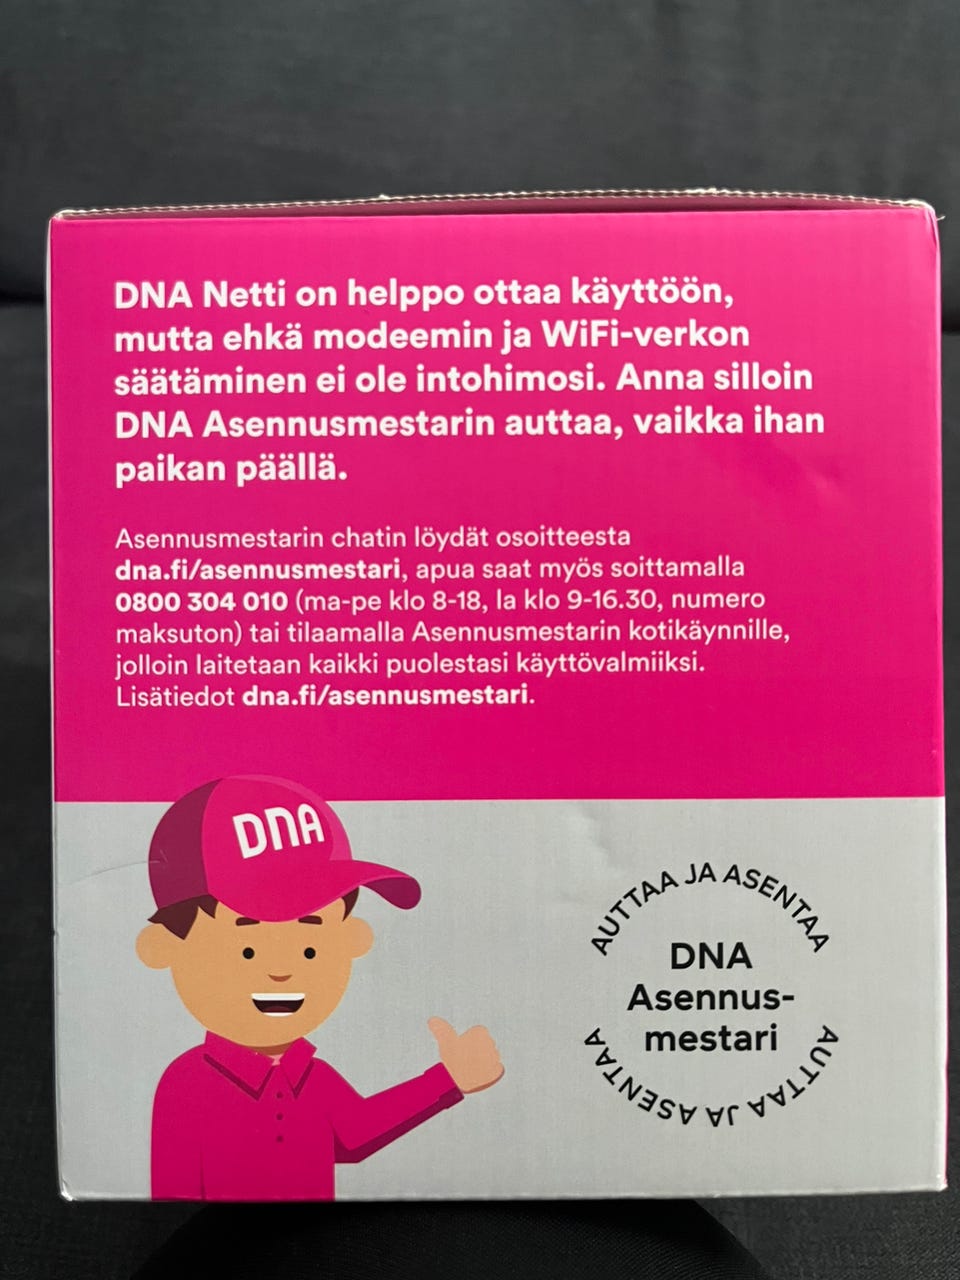 DNA Netti on helppo ottaa käyttöön,
mutta ehkä modeemin ja WiFi-verkon
säätäminen ei ole intohimosi. Anna silloin
DNA Asennusmestarin auttaa, vaikka ihan
paikan päällä.
Asennusmestarin chatin löydät osoitteesta
dna.fi/asennusmestari, apua saat myös soittamalla
0800 304 010 (ma-pe klo 8-18, la klo 9-16.30, numero
maksuton) tai tilaamalla Asennusmestarin kotikäynnille,
jolloin laitetaan kaikki puolestasi käyttövalmiiksi.
Lisätiedot dna.fi/asennusmestari.
DNA
AUTTAA JA ASENTAA
DNA
Asennus-
mestari
AUTTAA JA ASENTAA